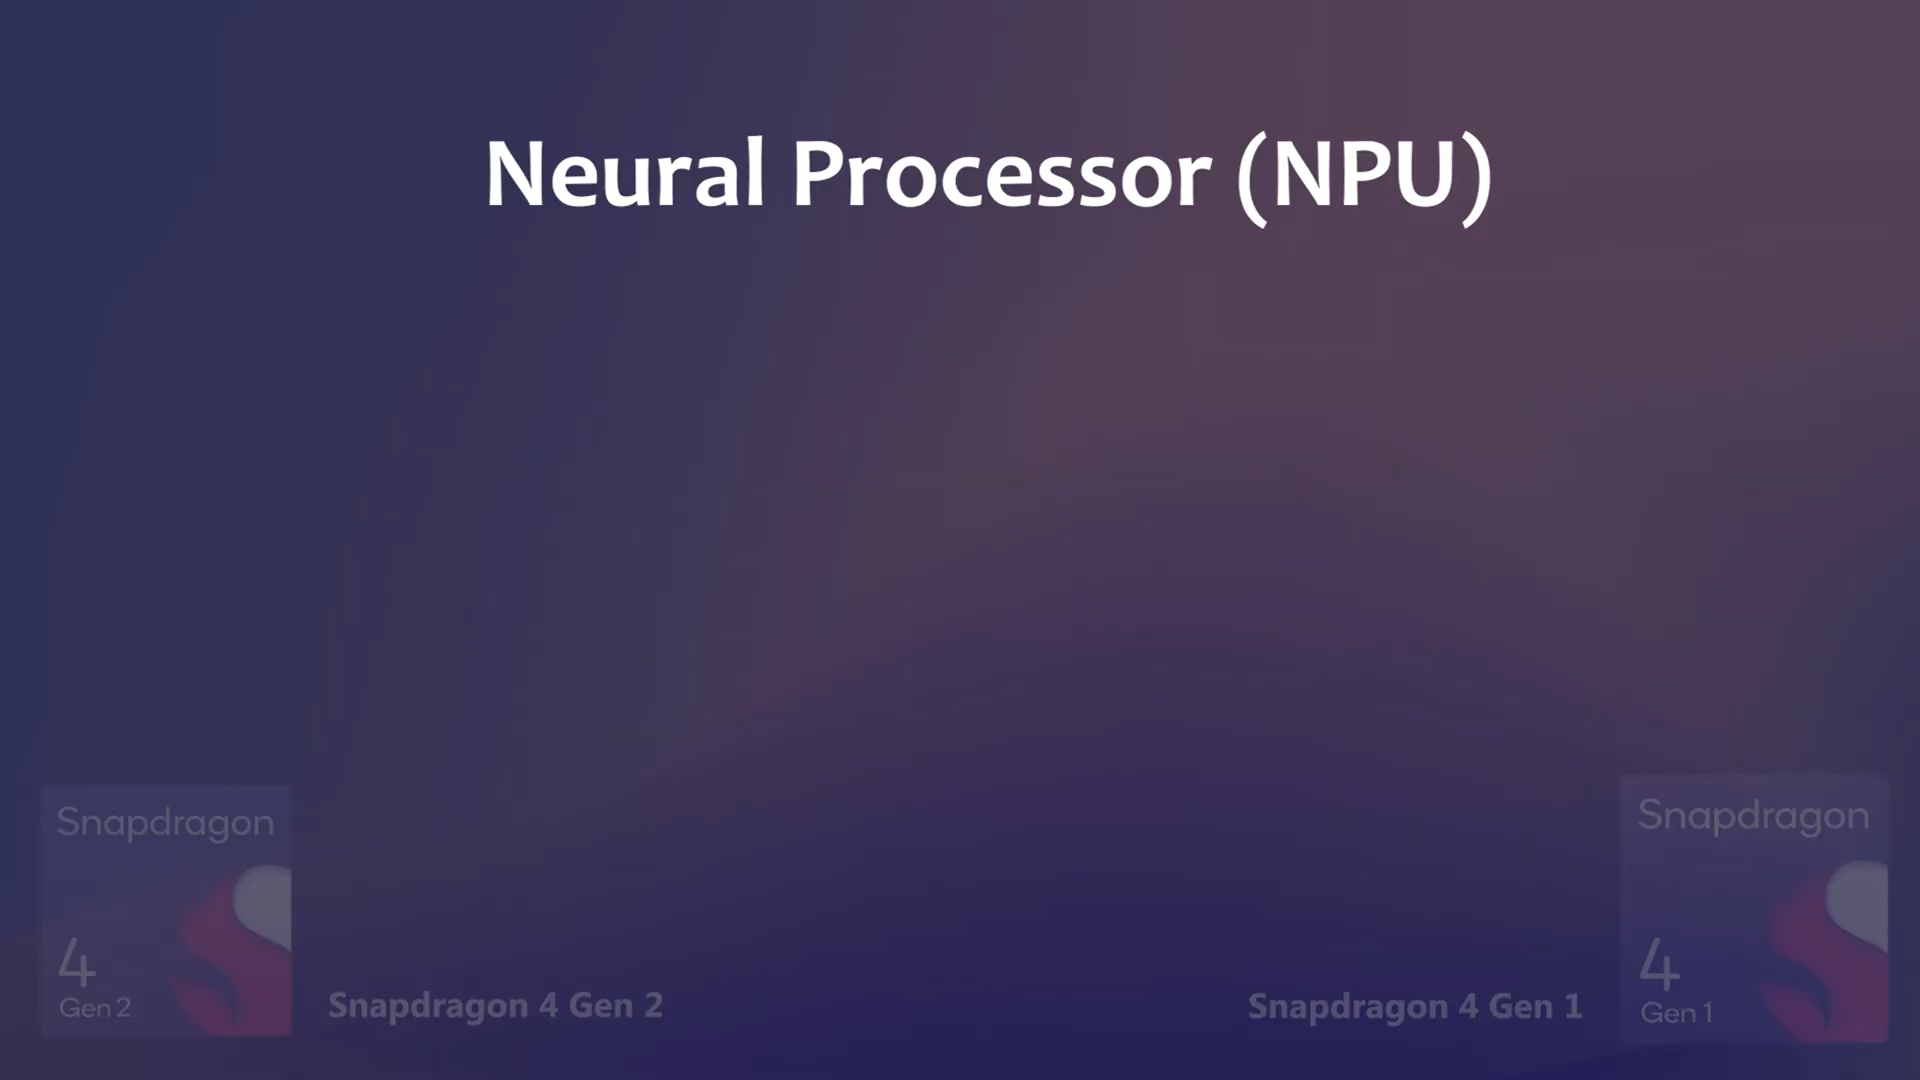 Neural Processor (NPU)
Snapdragon
4
Gen 2
Snapdragon 4 Gen 2
Snapdragon 4 Gen 1
Snapdragon
4
Gen 1